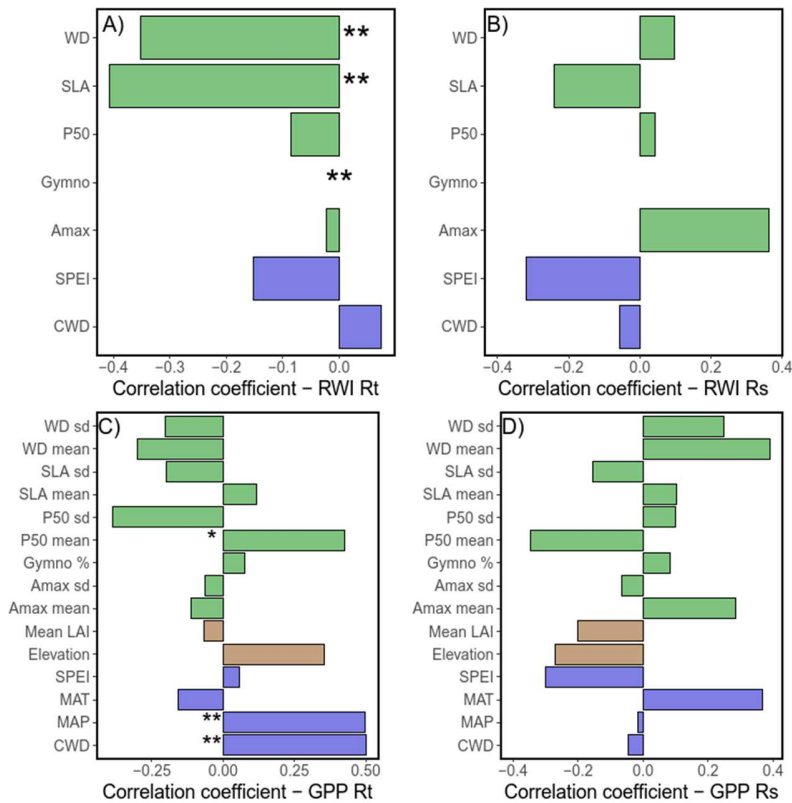 A)
WD **
SLA **
P50
Gymno **
Amax
SPEI
CWD
−0.4 −0.3 −0.2 −0.1 0.0
Correlation coefficient − RWI Rt
B)
WD
SLA
P50
Gymno
Amax
SPEI
CWD
−0.4 −0.2 0.0 0.2 0.4
Correlation coefficient − RWI Rs
C)
WD sd
WD mean
SLA sd
SLA mean
P50 sd
P50 mean *
Gymno %
Amax sd
Amax mean
Mean LAI
Elevation
SPEI
MAT
MAP **
CWD **
−0.25 0.00 0.25 0.50
Correlation coefficient − GPP Rt
D)
WD sd
WD mean
SLA sd
SLA mean
P50 sd
P50 mean
Gymno %
Amax sd
Amax mean
Mean LAI
Elevation
SPEI
MAT
MAP
CWD
−0.4 −0.2 0.0 0.2 0.4
Correlation coefficient − GPP Rs